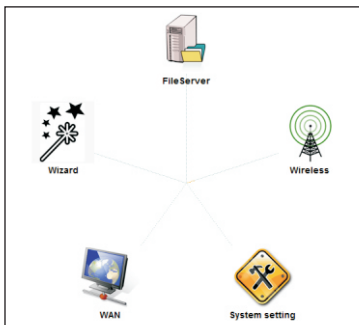 FileServer
Wizard
Wireless
WAN
System setting